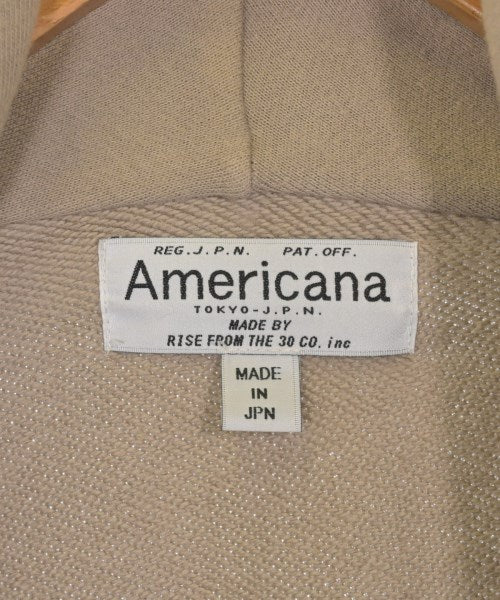 REG.J.P.N. PAT.OFF.
Americana
TOKYO-J.P.N.
MADE BY
RISE FROM THE 30 CO. inc
MADE
IN
JPN